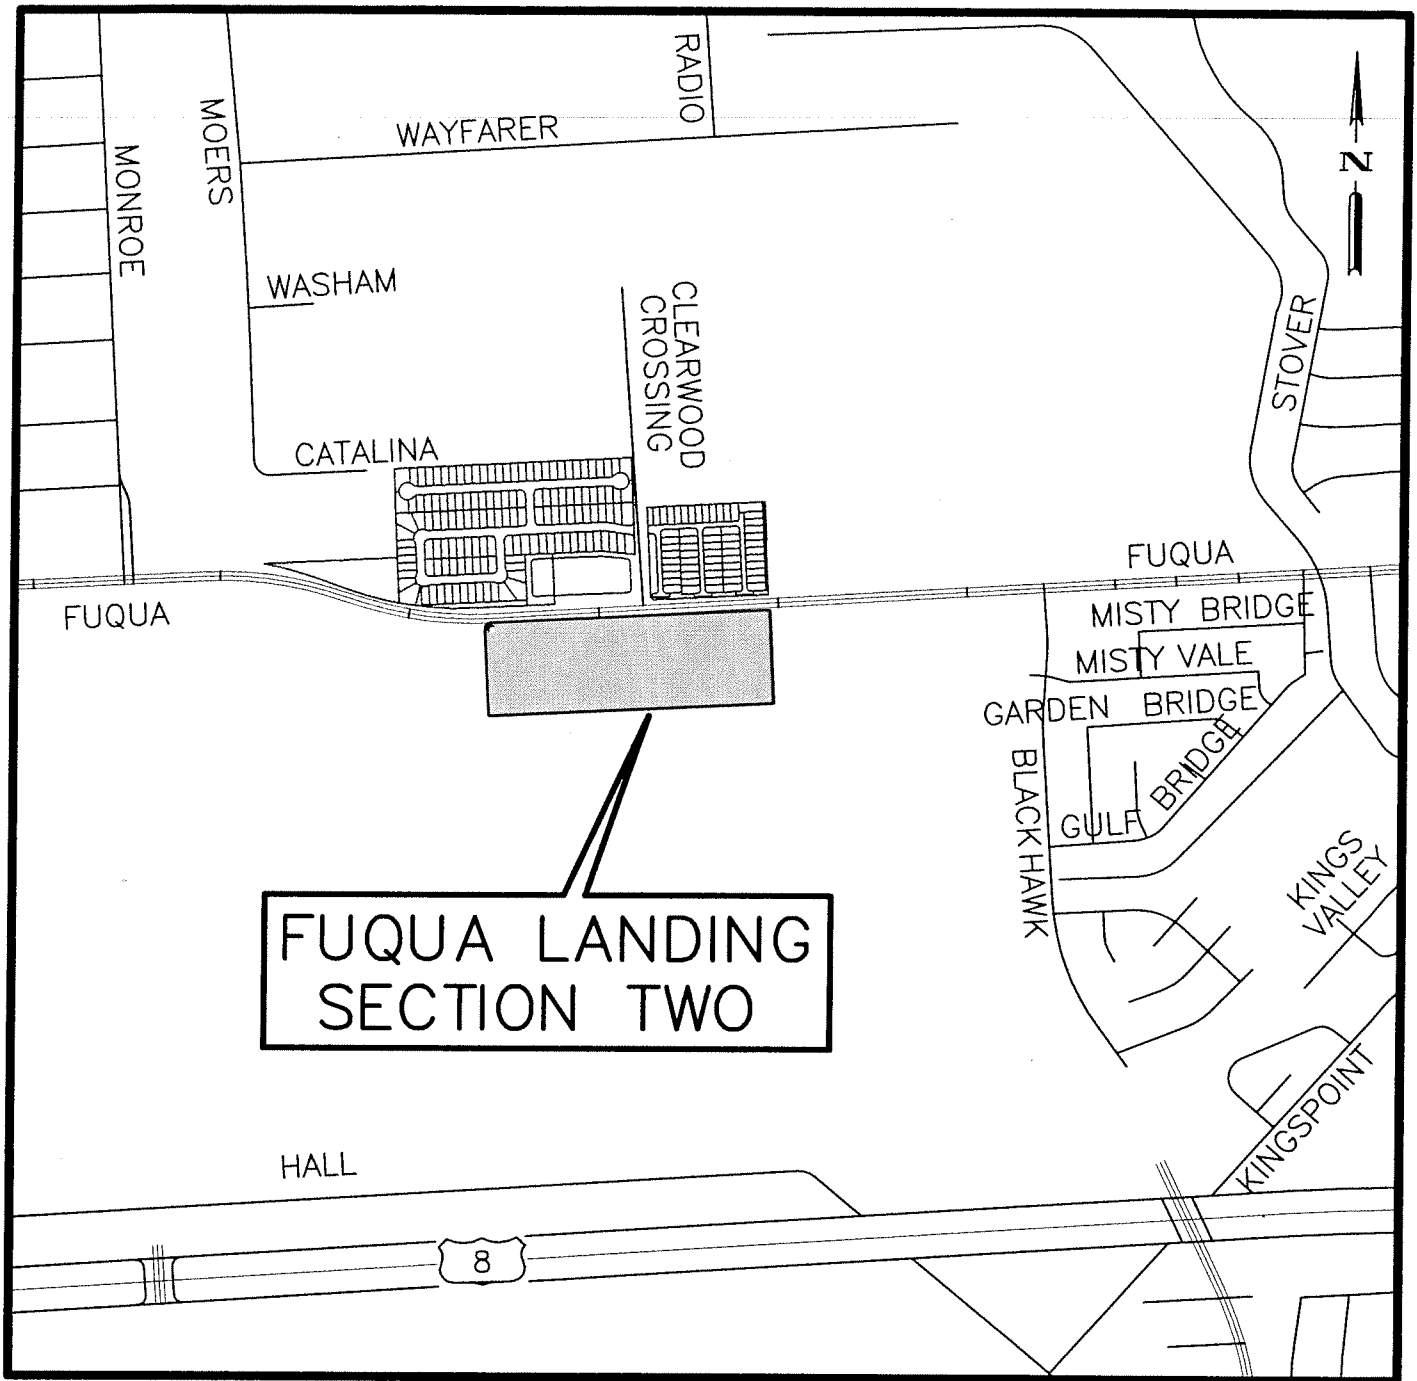 RADIO
MOERS
WAYFARER
MONROE
N
WASHAM
CLEARWOOD
CROSSING
STOVER
CATALINA
FUQUA
FUQUA
MISTY BRIDGE
MISTY VALE
GARDEN BRIDGE
BRIDGE
BLACKHAWK
GULF
KINGS
VALLEY
FUQUA LANDING
SECTION TWO
KINGSPOINT
HALL
8